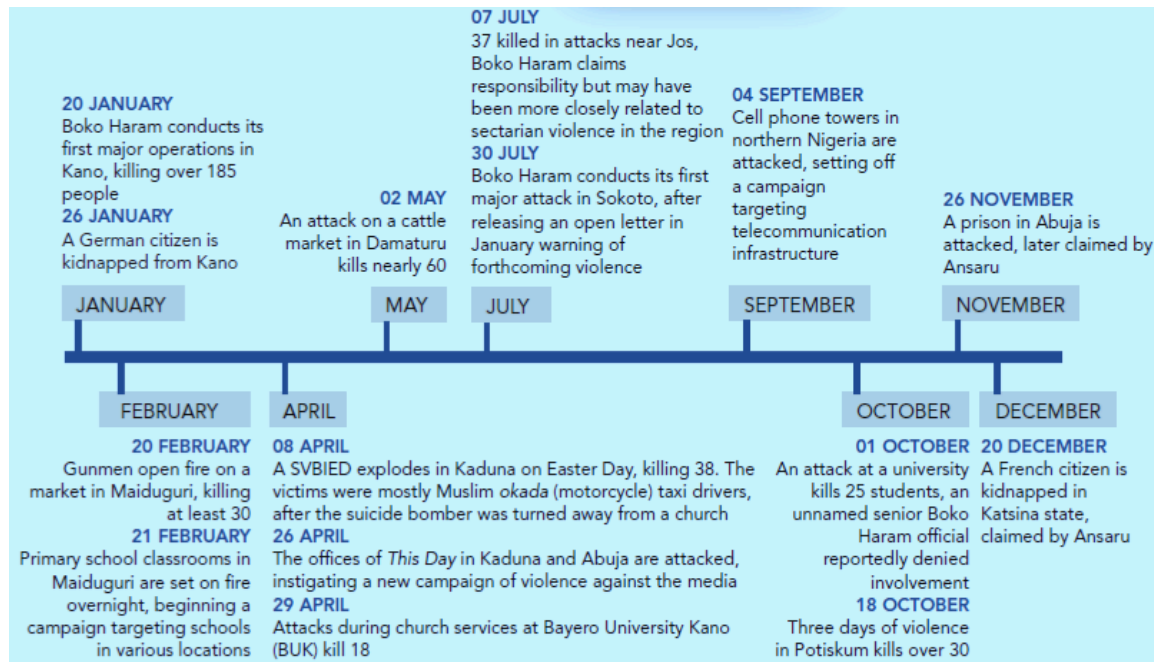 20 JANUARY
Boko Haram conducts its
first major operations in
Kano, killing over 185
people
26 JANUARY
A German citizen is
kidnapped from Kano
02 MAY
An attack on a cattle
market in Damaturu
kills nearly 60
07 JULY
37 killed in attacks near Jos,
Boko Haram claims
responsibility but may have
been more closely related to
sectarian violence in the region
30 JULY
Boko Haram conducts its first
major attack in Sokoto, after
releasing an open letter in
January warning of
forthcoming violence
04 SEPTEMBER
Cell phone towers in
northern Nigeria are
attacked, setting off
a campaign
targeting
telecommunication
infrastructure
26 NOVEMBER
A prison in Abuja is
attacked, later claimed by
Ansaru
JANUARY
MAY
JULY
SEPTEMBER
NOVEMBER
FEBRUARY
APRIL
OCTOBER
DECEMBER
20 FEBRUARY
Gunmen open fire on a
market in Maiduguri, killing
at least 30
21 FEBRUARY
Primary school classrooms in
Maiduguri are set on fire
overnight, beginning a
campaign targeting schools
in various locations
08 APRIL
A SVBIED explodes in Kaduna on Easter Day, killing 38. The
victims were mostly Muslim okada (motorcycle) taxi drivers,
after the suicide bomber was turned away from a church
26 APRIL
The offices of This Day in Kaduna and Abuja are attacked,
instigating a new campaign of violence against the media
29 APRIL
Attacks during church services at Bayero University Kano
(BUK) kill 18
01 OCTOBER
An attack at a university
kills 25 students, an
unnamed senior Boko
Haram official
reportedly denied
involvement
18 OCTOBER
Three days of violence
in Potiskum kills over 30
20 DECEMBER
A French citizen is
kidnapped in
Katsina state,
claimed by Ansaru